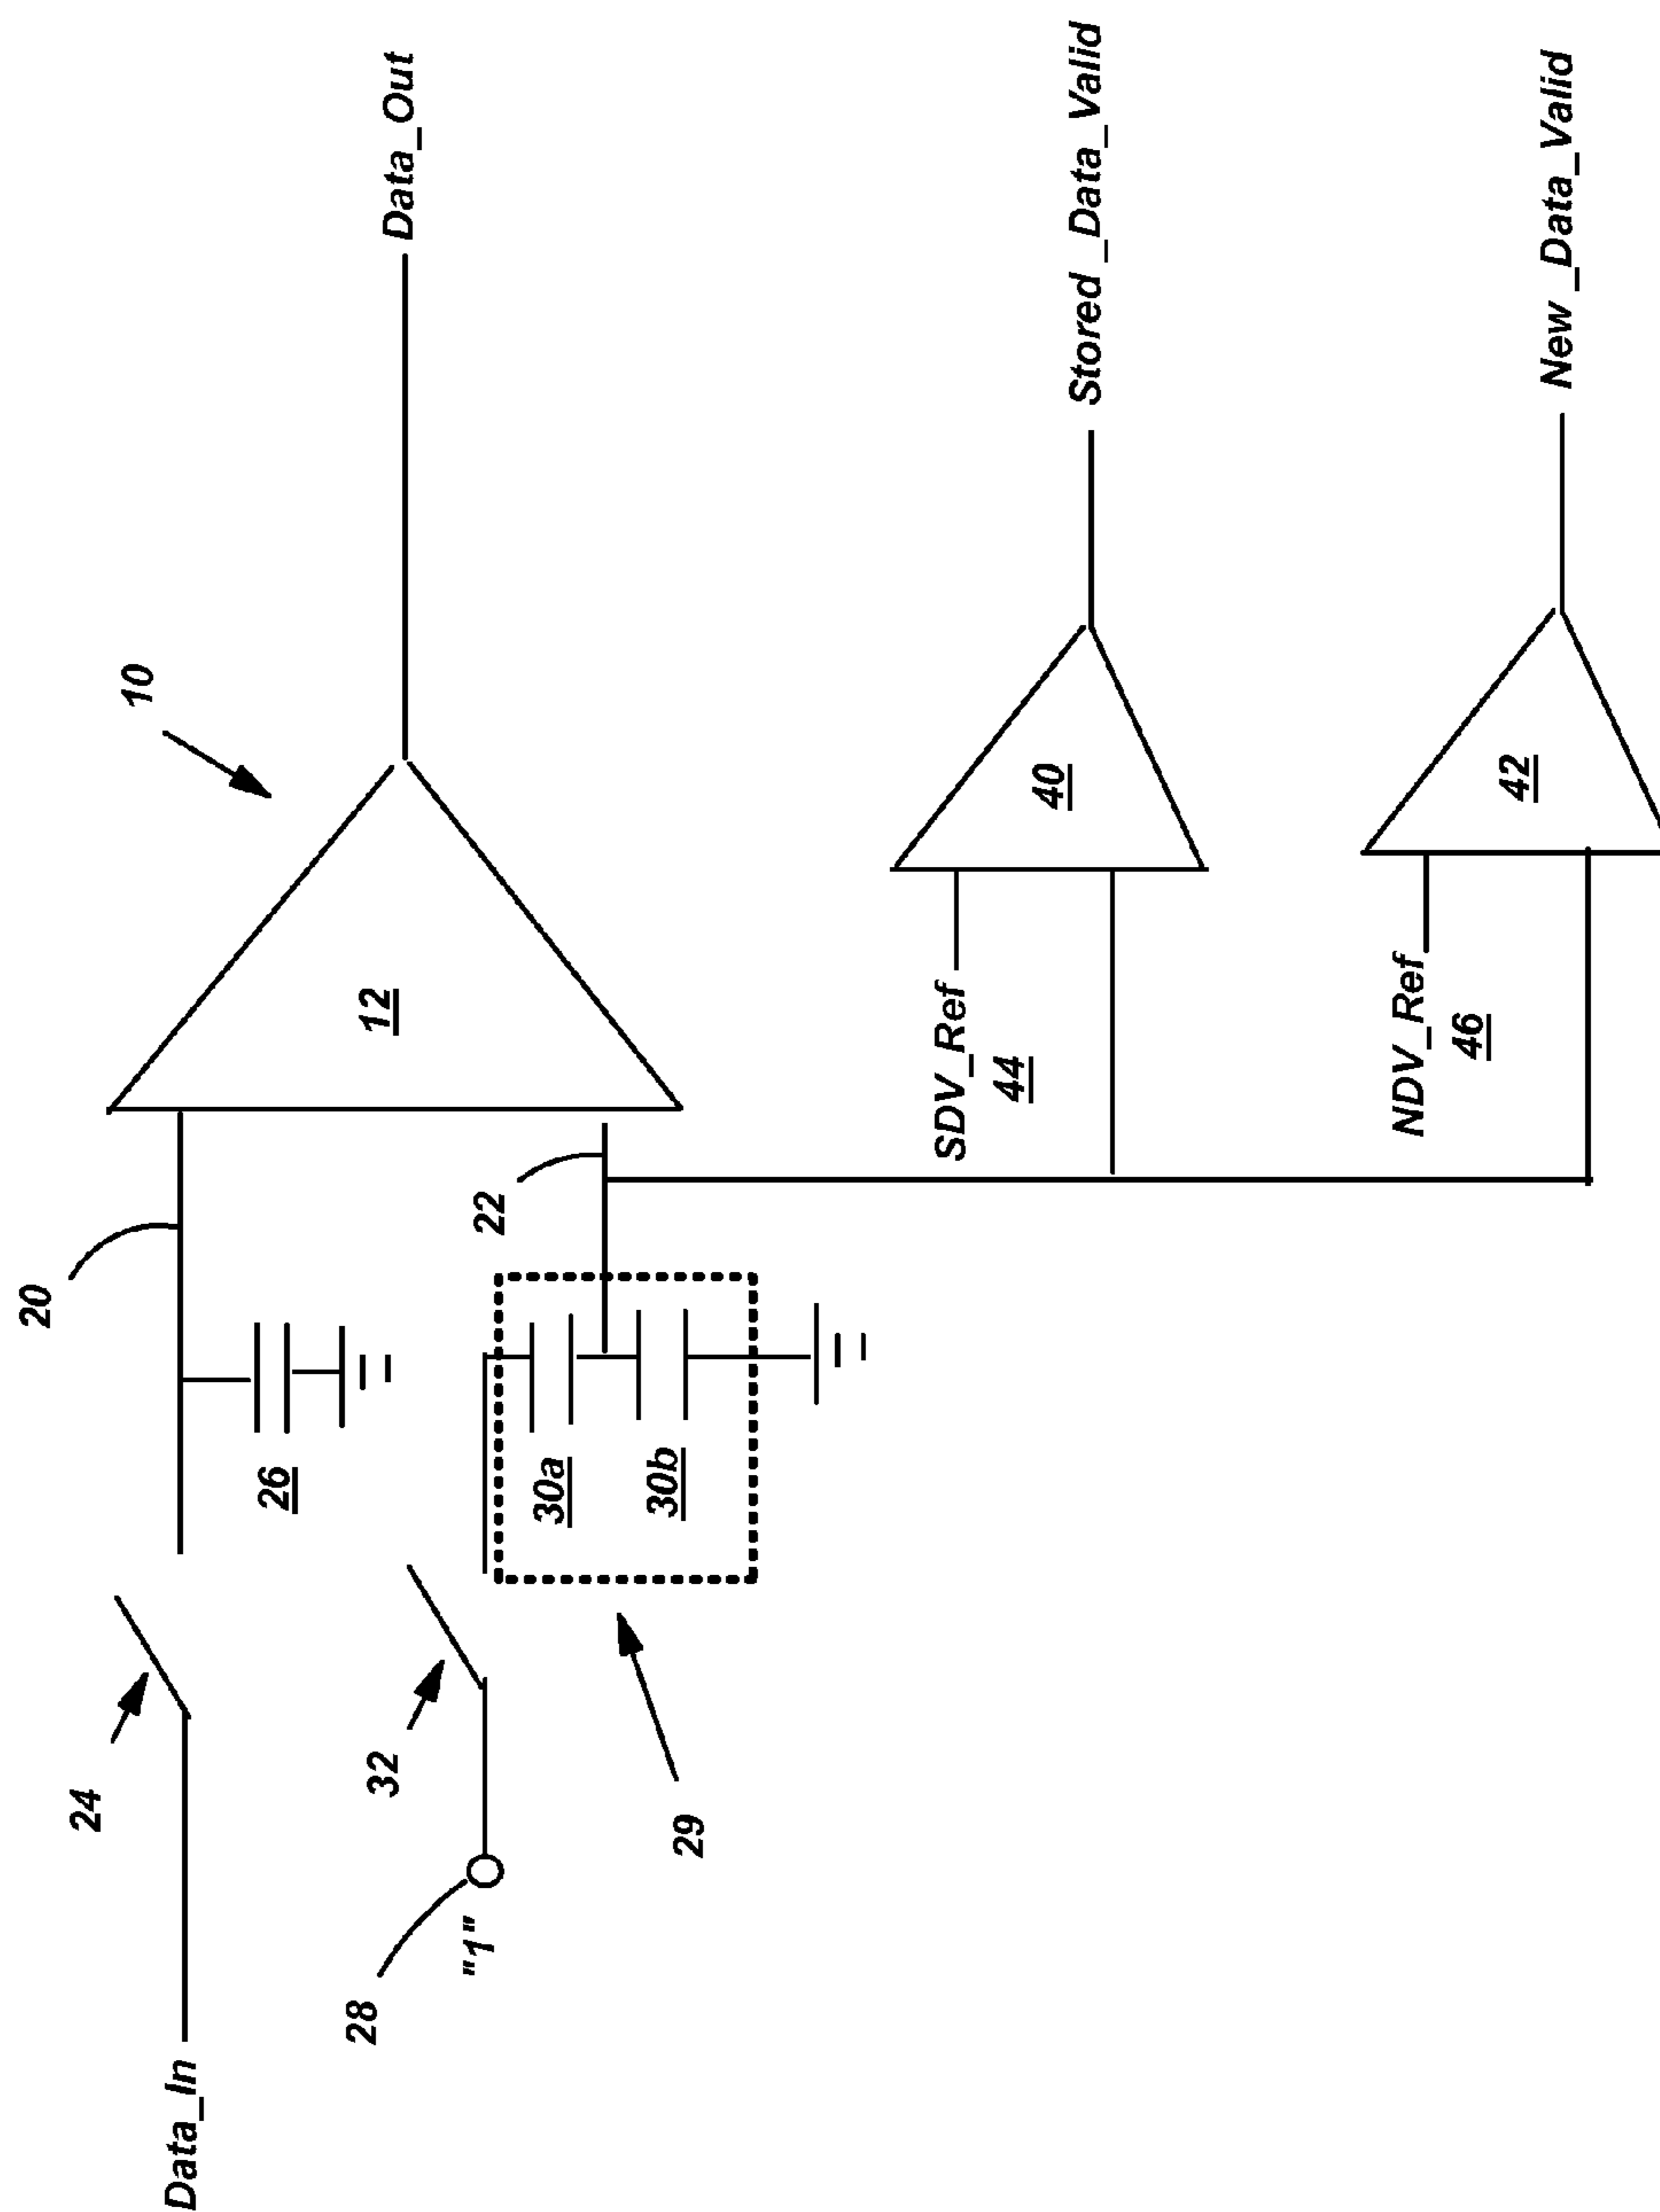 20
24
10
Data_In
26
28
32
12
Data_Out
"1"
22
30a
30b
29
SDV_Ref
44
40
Stored _Data_Valid
NDV_Ref
46
42
New _Data_Valid